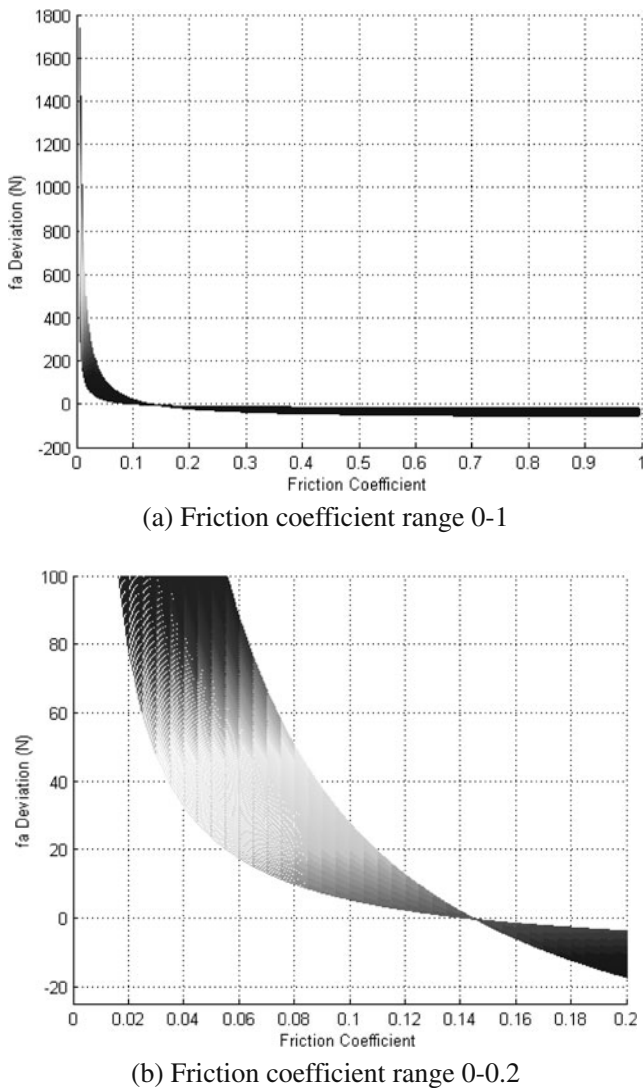 1800
1600
1400
1200
1000
800
600
400
200
0
-200
fa Deviation (N)
0 0.1 0.2 0.3 0.4 0.5 0.6 0.7 0.8 0.9 1
Friction Coefficient
(a) Friction coefficient range 0-1
100
80
60
40
20
0
-20
fa Deviation (N)
0 0.02 0.04 0.06 0.08 0.1 0.12 0.14 0.16 0.18 0.2
Friction Coefficient
(b) Friction coefficient range 0-0.2